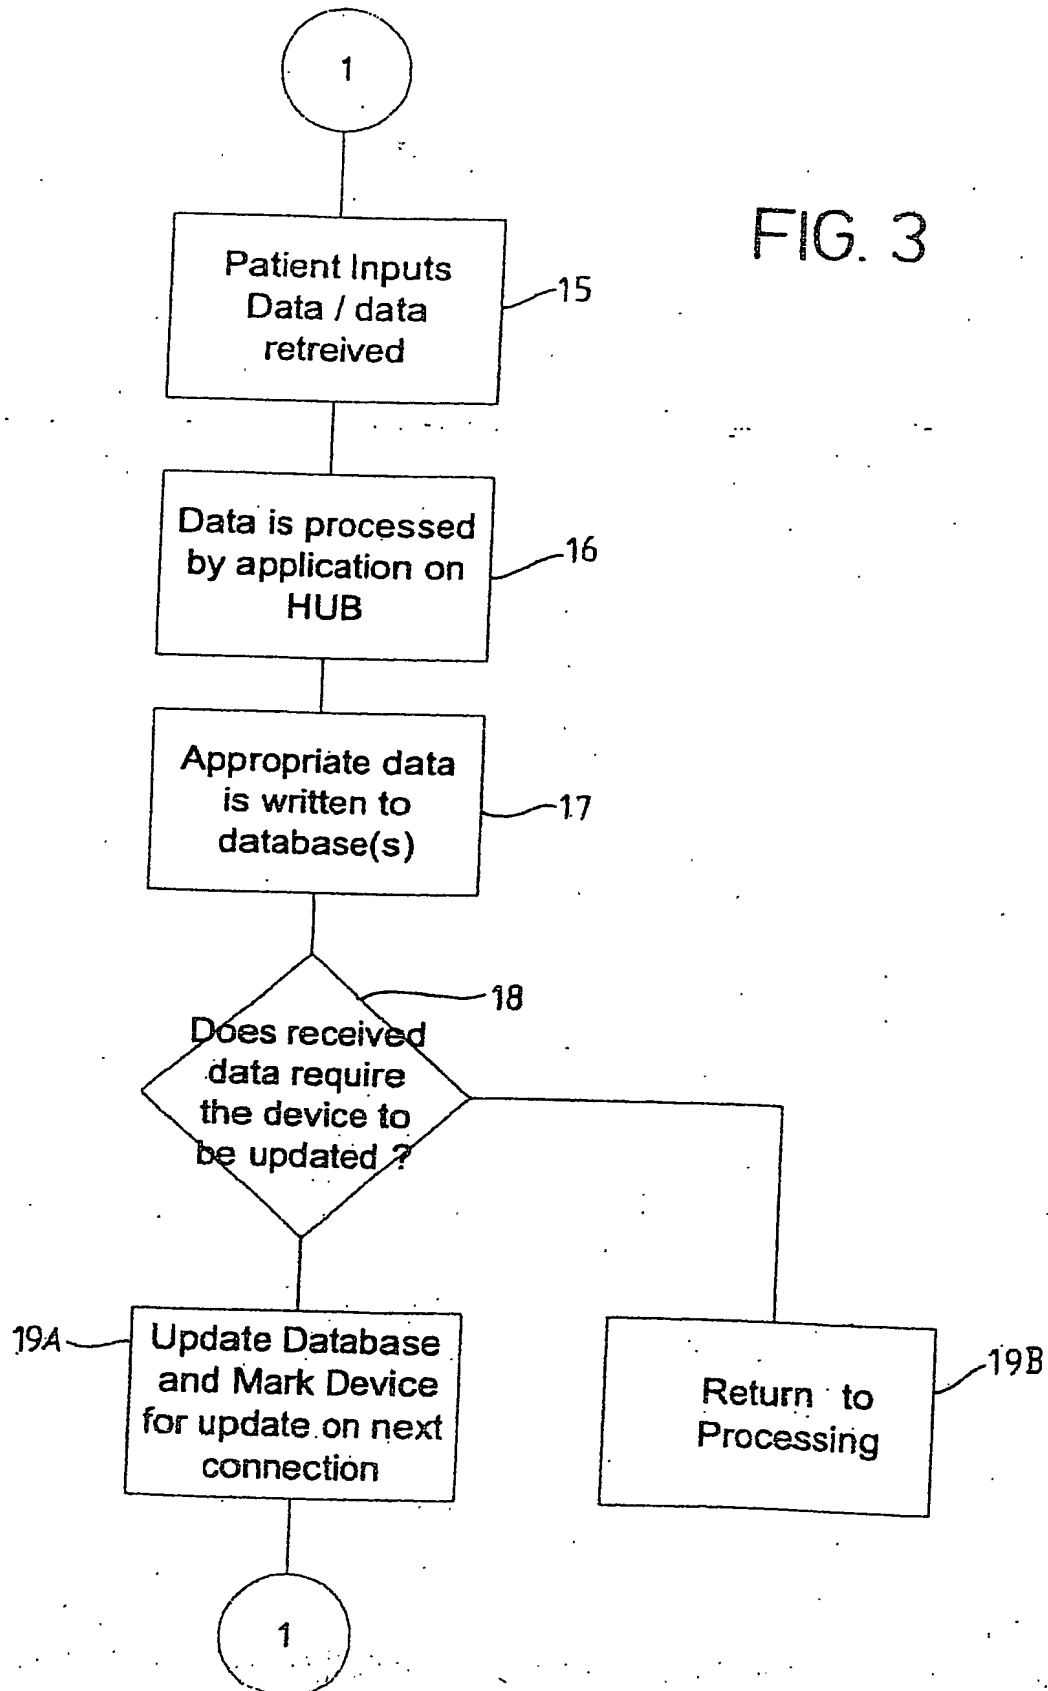 1
FIG. 3
Patient Inputs
Data / data
retreived
15
Data is processed
by application on
HUB
16
Appropriate data
is written to
database(s)
17
18
Does received
data require
the device to
be updated ?
19A
Update Database
and Mark Device
for update on next
connection
19B
Return to
Processing
1